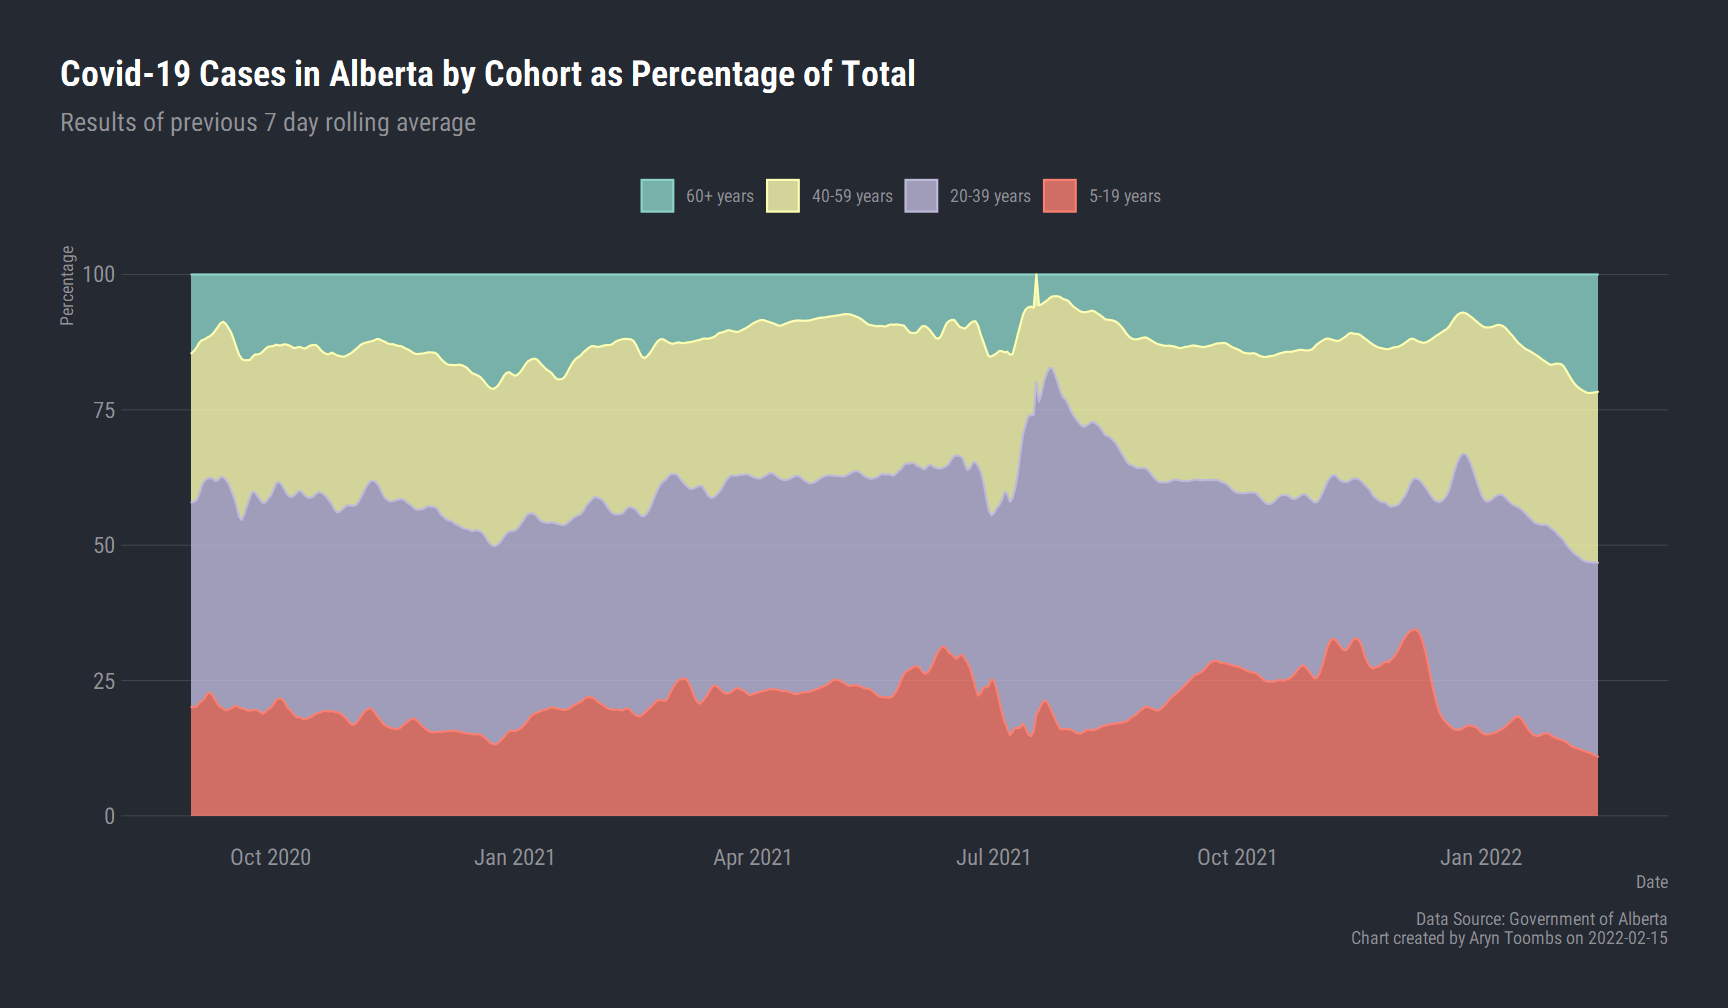 Covid-19 Cases in Alberta by Cohort as Percentage of Total
Results of previous 7 day rolling average
60+ years 40-59 years 20-39 years 5-19 years
Percentage
100
75
50
25
0
Oct 2020 Jan 2021 Apr 2021 Jul 2021 Oct 2021 Jan 2022
Date
Data Source: Government of Alberta
Chart created by Aryn Toombs on 2022-02-15